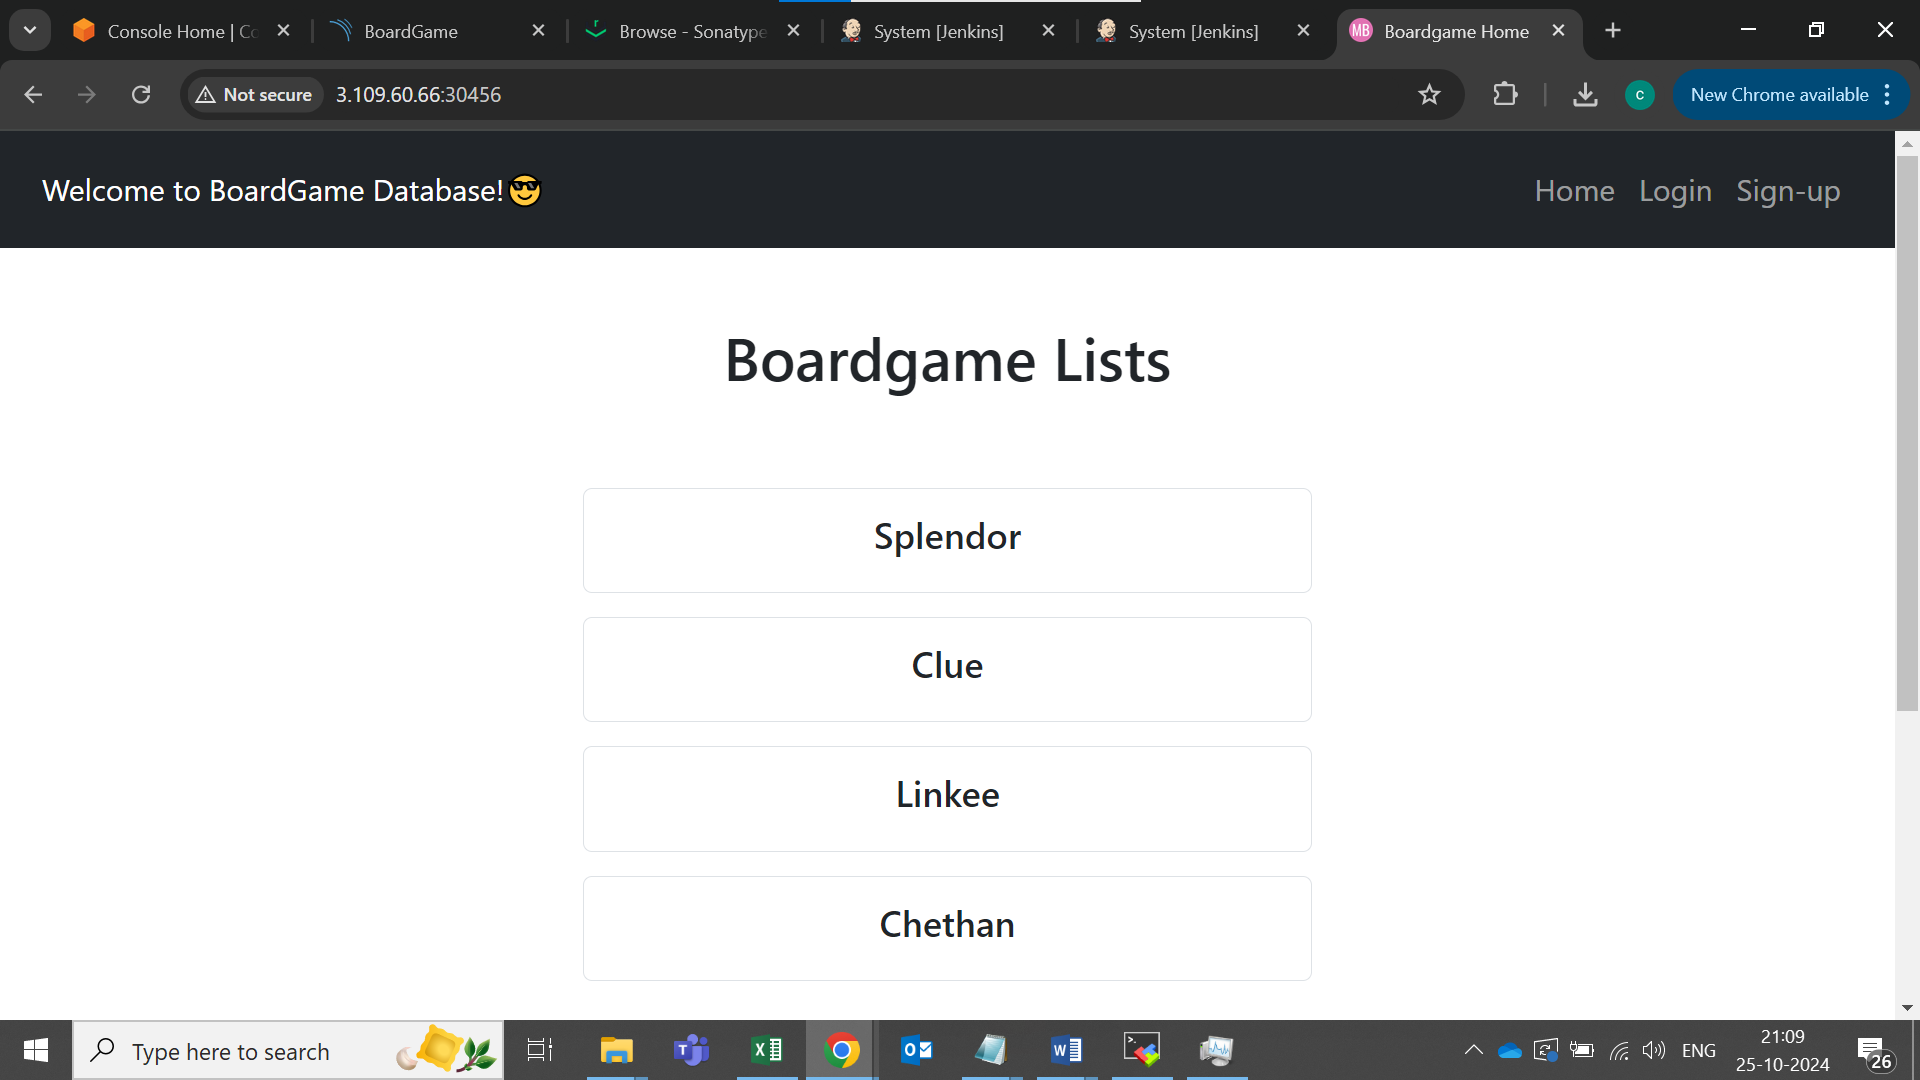 Console Home | Co
BoardGame
Browse - Sonatype
System [Jenkins]
System [Jenkins]
MB
Boardgame Home
Not secure
3.109.60.66:30456
c
New Chrome available
Welcome to BoardGame Database!😎
Home
Login
Sign-up
Boardgame Lists
Splendor
Clue
Linkee
Chethan
Type here to search
ENG
21:09
25-10-2024
26